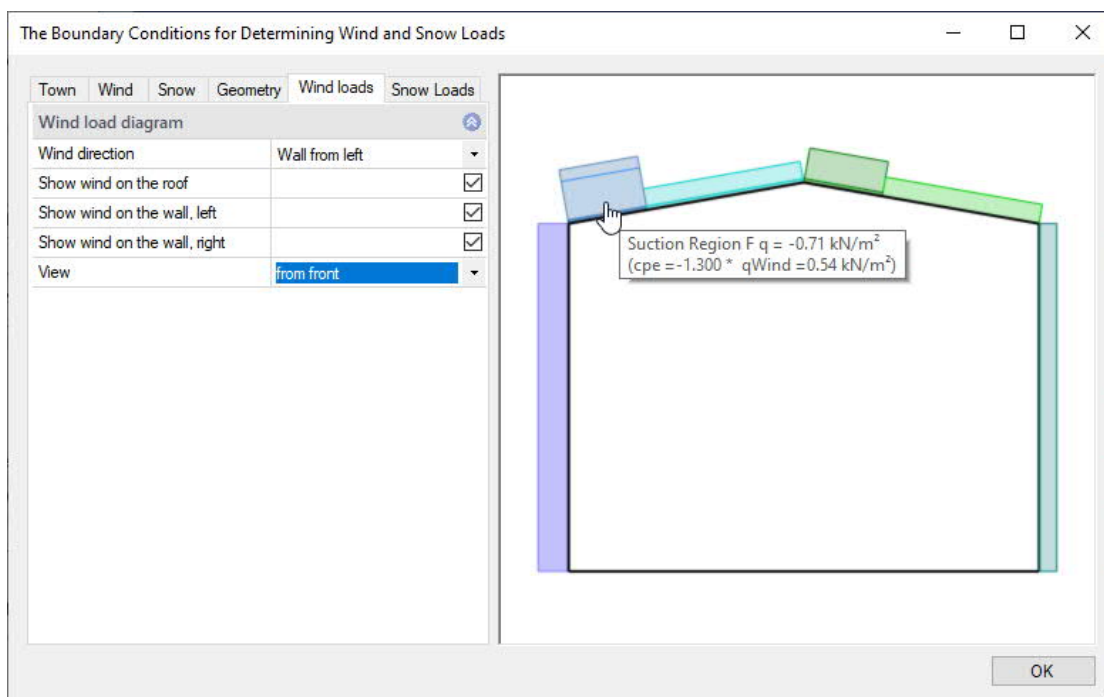 The Boundary Conditions for Determining Wind and Snow Loads
Town Wind Snow Geometry Wind loads Snow Loads
Wind load diagram
Wind direction Wall from left
Show wind on the roof
Show wind on the wall, left
Show wind on the wall, right
View from front
Suction Region F q = -0.71 kN/m²
(cpe =-1.300 * qWind =0.54 kN/m²)
OK